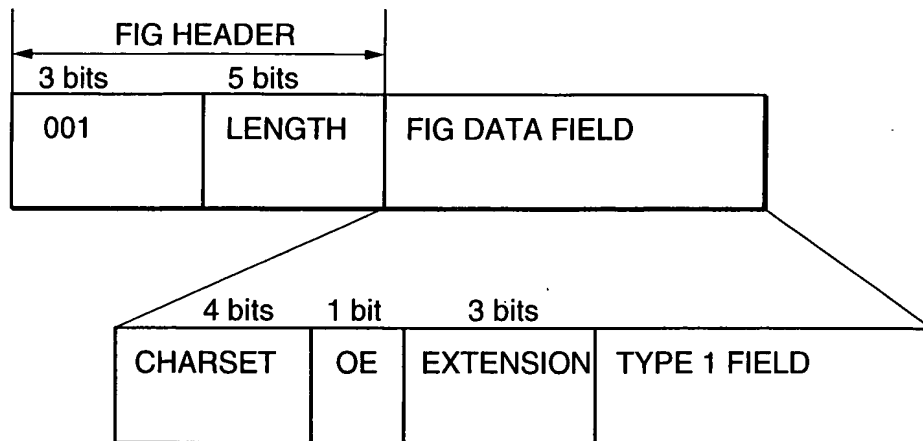 FIG HEADER
3 bits 5 bits
001 LENGTH FIG DATA FIELD
4 bits 1 bit 3 bits
CHARSET OE EXTENSION TYPE 1 FIELD